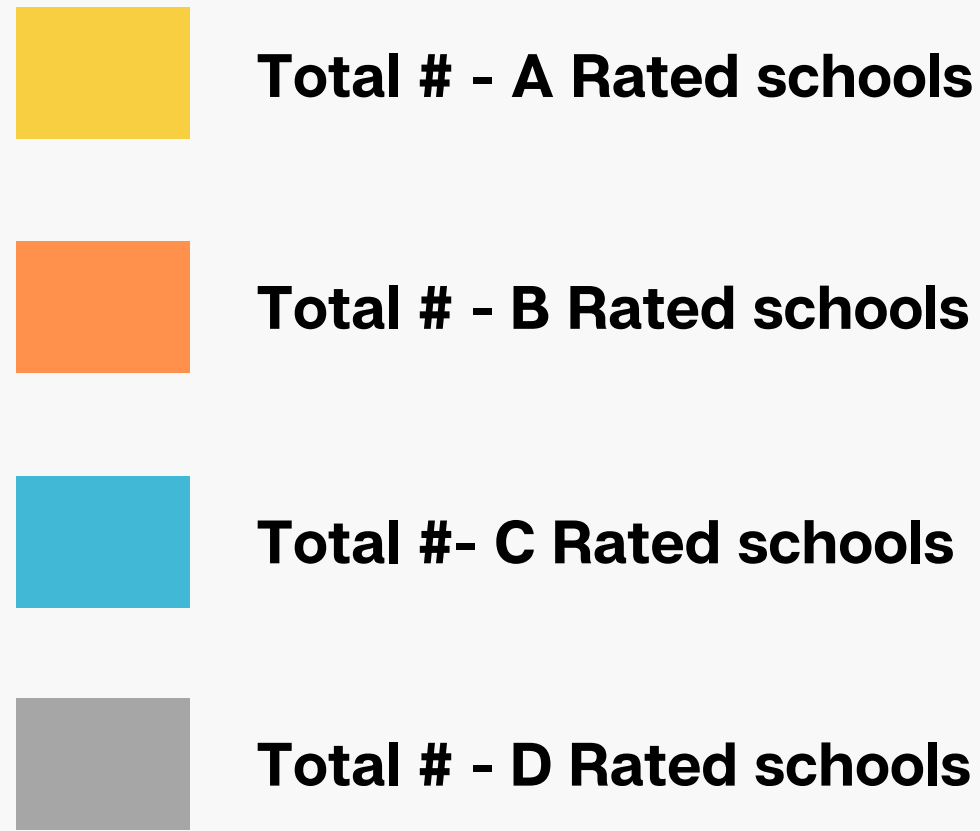 Total # - A Rated schools
Total # - B Rated schools
Total #- C Rated schools
Total # - D Rated schools